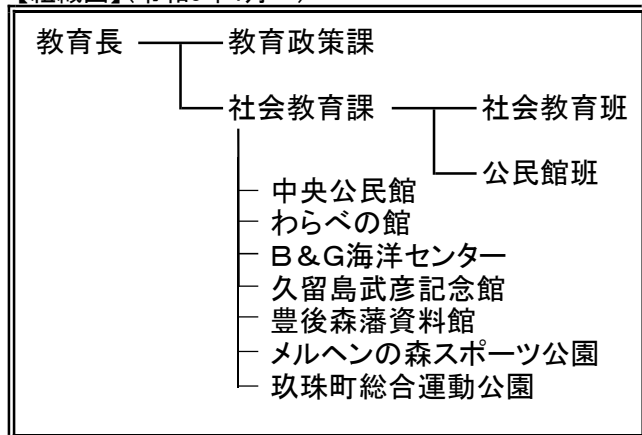 教育長 教育政策課
社会教育課 社会教育班
公民館班
中央公民館
わらべの館
B＆G海洋センター
久留島武彦記念館
豊後森藩資料館
メルヘンの森スポーツ公園
玖珠町総合運動公園